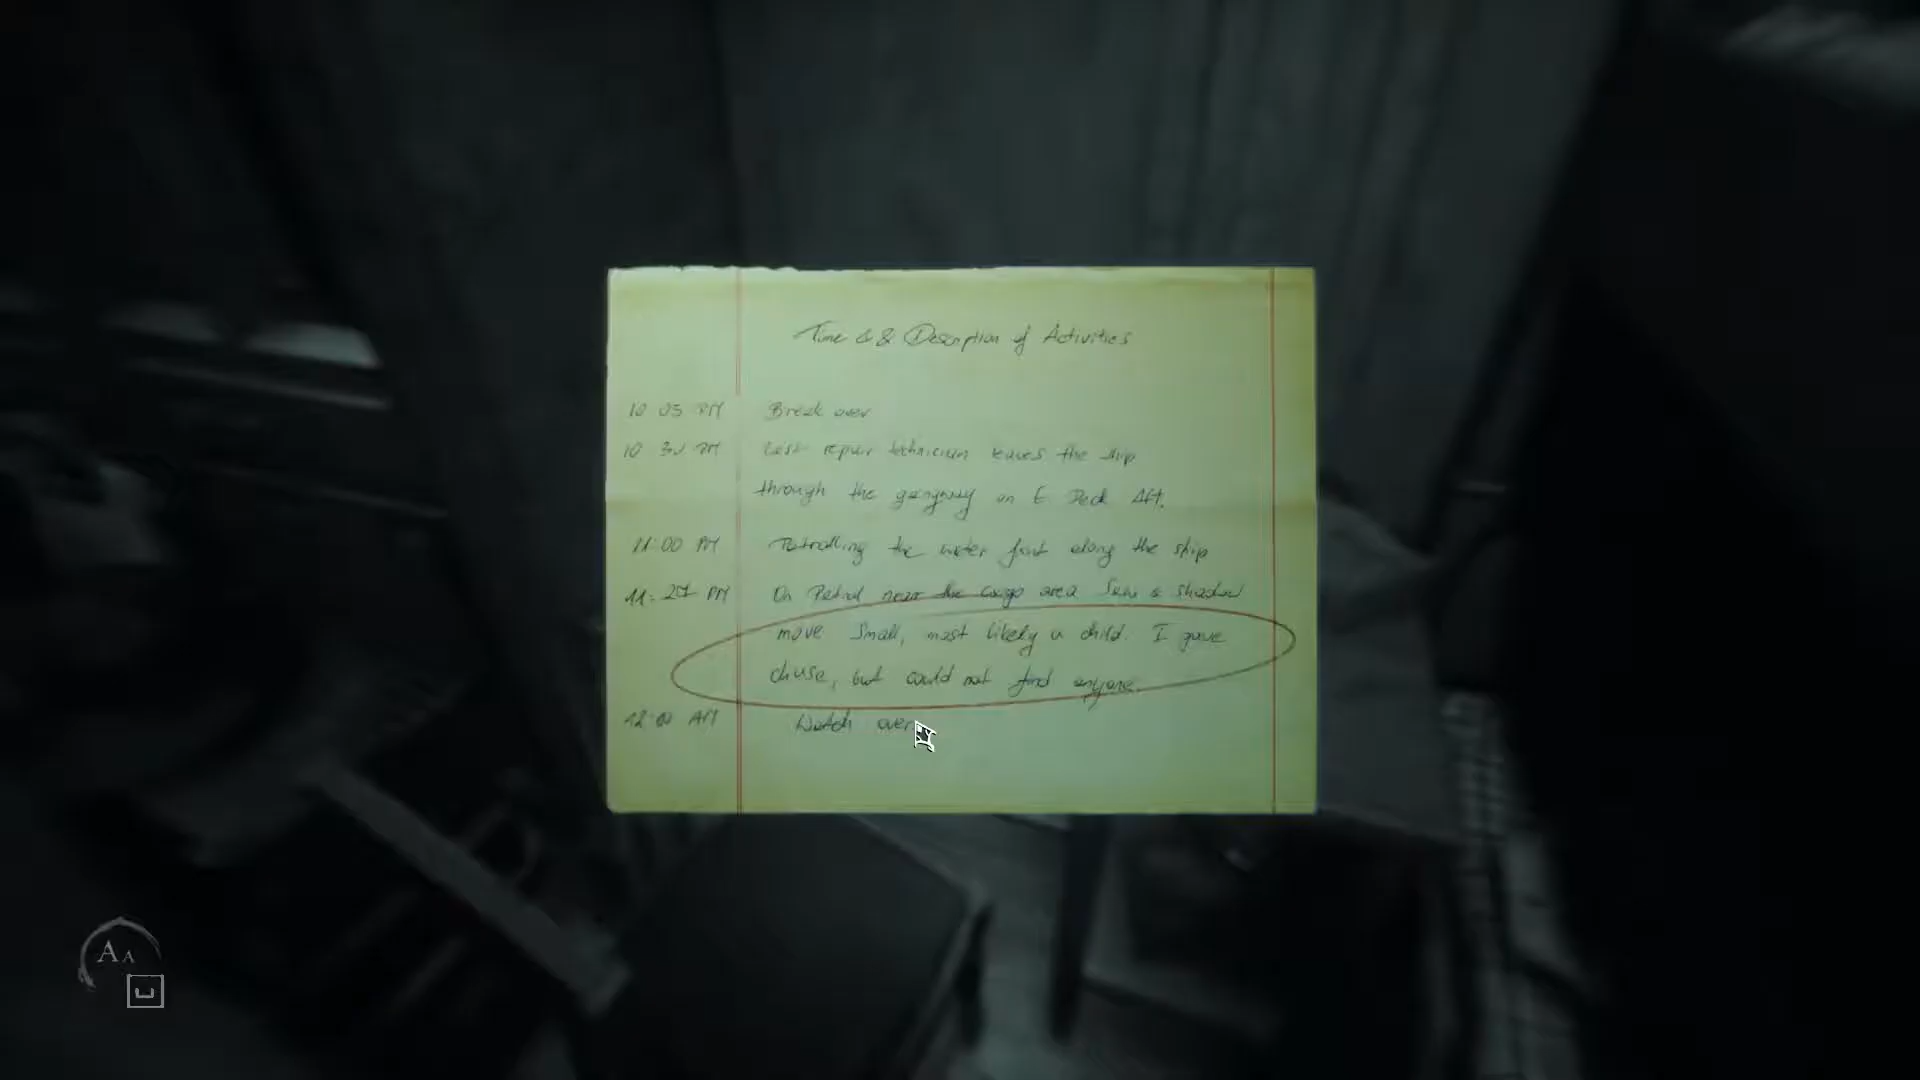 Time & & Description of Activities
10 05 PM Break over
10 30 PM Last repair technician leaves the ship
through the gangway on E Deck Aft.
11:00 PM Patrolling the water front along the ship
11:27 PM On Patrol near the cargo area Saw a shadow
move Small, most likely a child. I gave
chase, but could not find anyone.
12:00 AM Watch over
AA